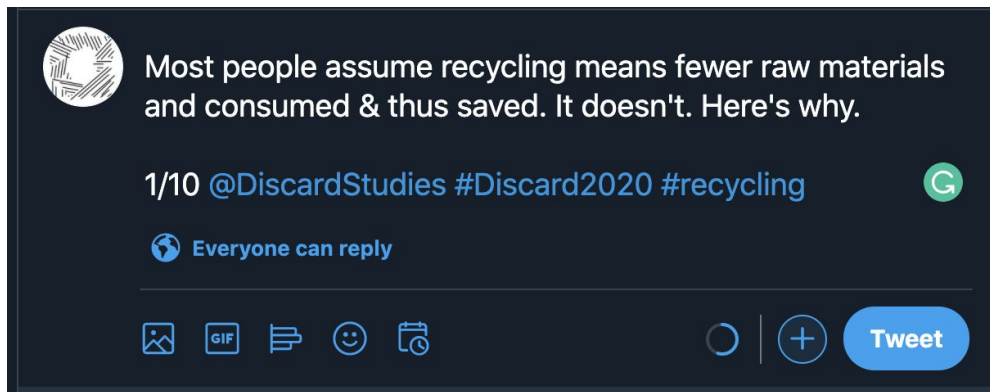 Most people assume recycling means fewer raw materials
and consumed & thus saved. It doesn't. Here's why.
1/10 @DiscardStudies #Discard2020 #recycling
G
Everyone can reply
GIF
Tweet